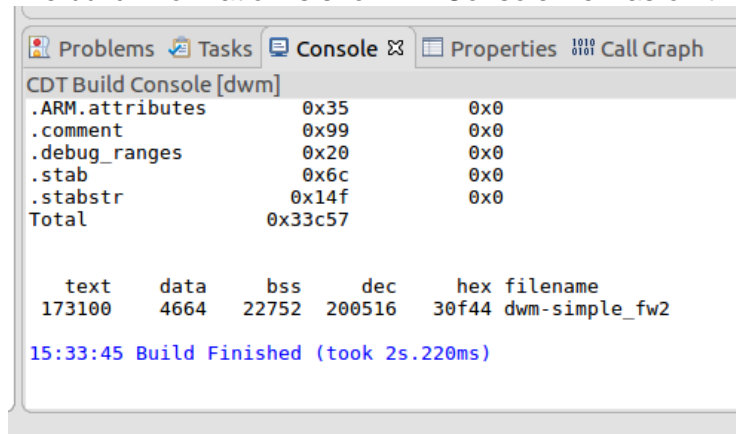 Problems Tasks Console Properties Call Graph
CDT Build Console [dwm]
.ARM.attributes 0x35 0x0
.comment 0x99 0x0
.debug_ranges 0x20 0x0
.stab 0x6c 0x0
.stabstr 0x14f 0x0
Total 0x33c57
text data bss dec hex filename
173100 4664 22752 200516 30f44 dwm-simple_fw2
15:33:45 Build Finished (took 2s.220ms)